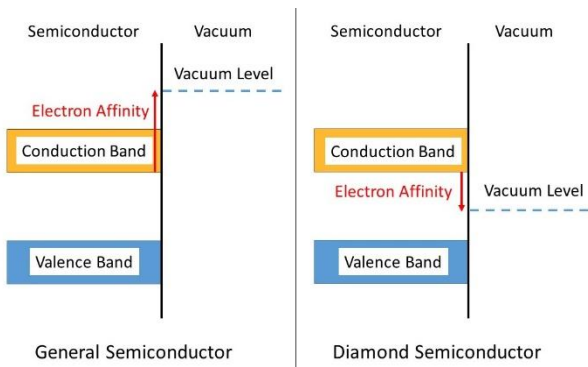 Semiconductor
Vacuum
Vacuum Level
Electron Affinity
Conduction Band
Valence Band
General Semiconductor
Semiconductor
Vacuum
Conduction Band
Electron Affinity
Vacuum Level
Valence Band
Diamond Semiconductor